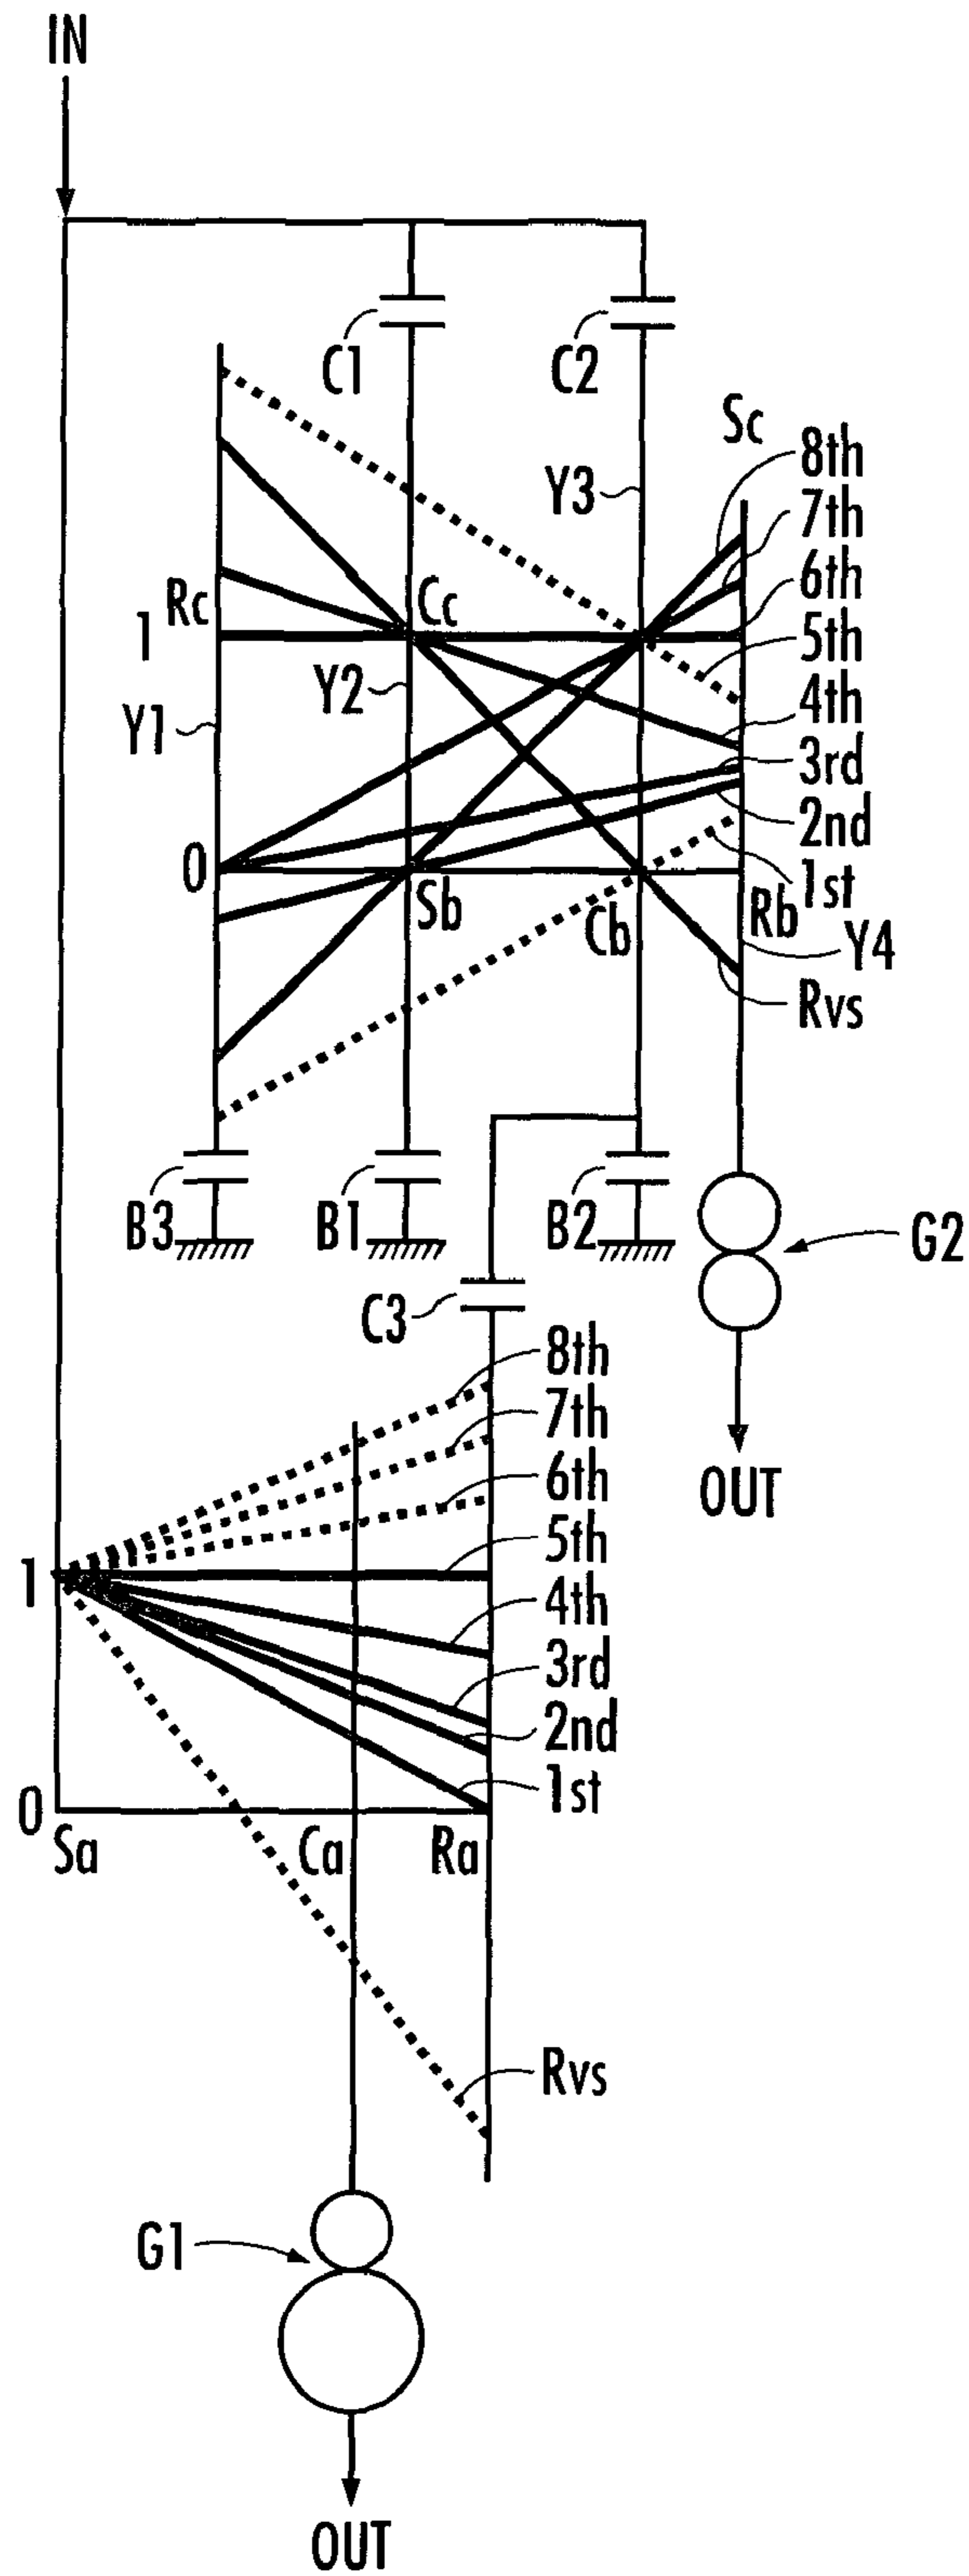 IN
C1
C2
Sc
8th
Y3
7th
6th
Rc
Cc
1
5th
Y2
Y1
4th
3rd
2nd
0
1st
Sb
Cb
Rb
Y4
Rvs
B3
B1
B2
G2
C3
8th
7th
6th
OUT
5th
1
4th
3rd
2nd
1st
0
Sa
Ca
Ra
Rvs
G1
OUT